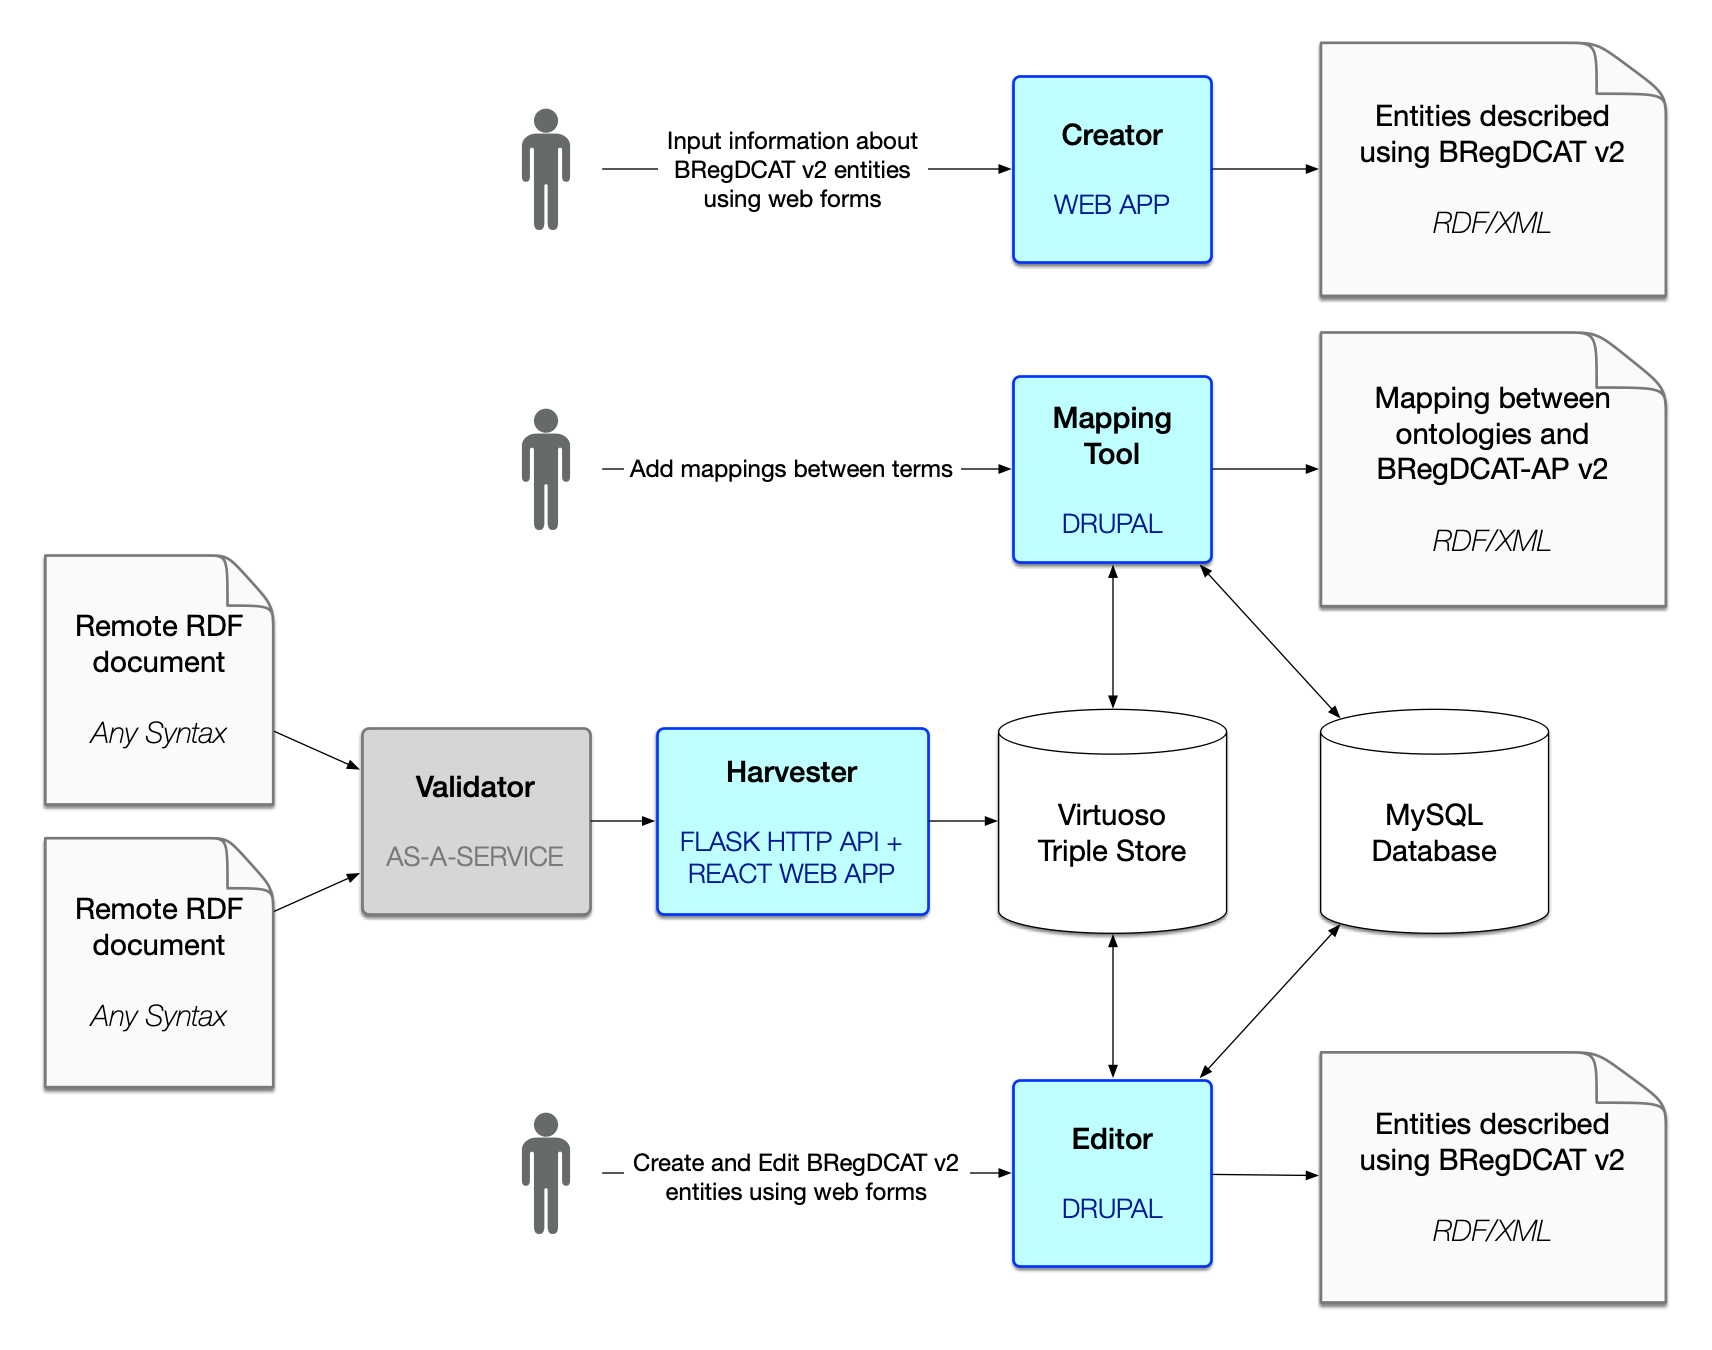 Input information about
BRegDCAT v2 entities
using web forms
Creator
WEB APP
Entities described
using BRegDCAT v2
RDF/XML
Add mappings between terms
Mapping
Tool
DRUPAL
Mapping between
ontologies and
BRegDCAT-AP v2
RDF/XML
Remote RDF
document
Any Syntax
Remote RDF
document
Any Syntax
Validator
AS-A-SERVICE
Harvester
FLASK HTTP API +
REACT WEB APP
Virtuoso
Triple Store
MySQL
Database
Create and Edit BRegDCAT v2
entities using web forms
Editor
DRUPAL
Entities described
using BRegDCAT v2
RDF/XML